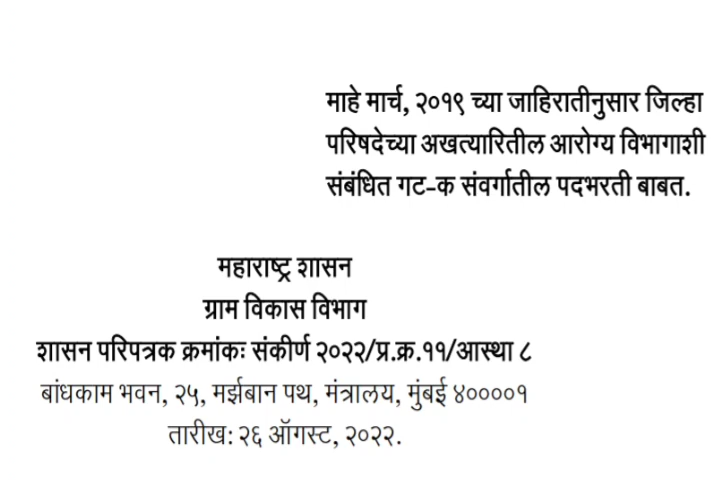 माहे मार्च, २०१९ च्या जाहिरातीनुसार जिल्हा
परिषदेच्या अखत्यारितील आरोग्य विभागाशी
संबंधित गट-क संवर्गातील पदभरती बाबत.
महाराष्ट्र शासन
ग्राम विकास विभाग
शासन परिपत्रक क्रमांकः संकीर्ण २०२२/प्र.क्र.११/आस्था ८
बांधकाम भवन, २५, मर्झबान पथ, मंत्रालय, मुंबई ४००००१
तारीख: २६ ऑगस्ट, २०२२.